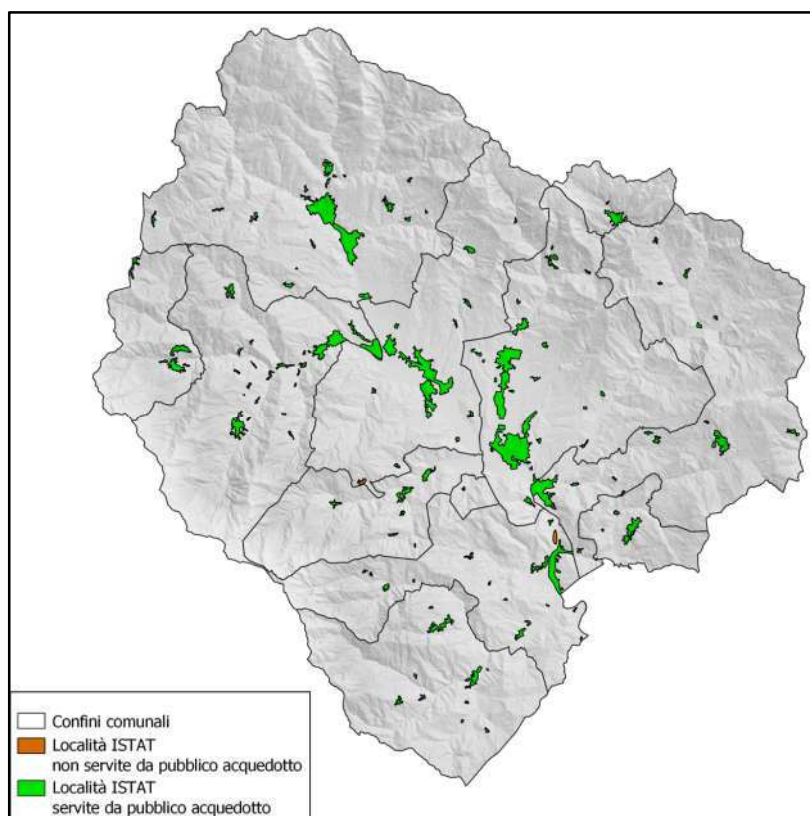 Confini comunali
Località ISTAT
non servite da pubblico acquedotto
Località ISTAT
servite da pubblico acquedotto